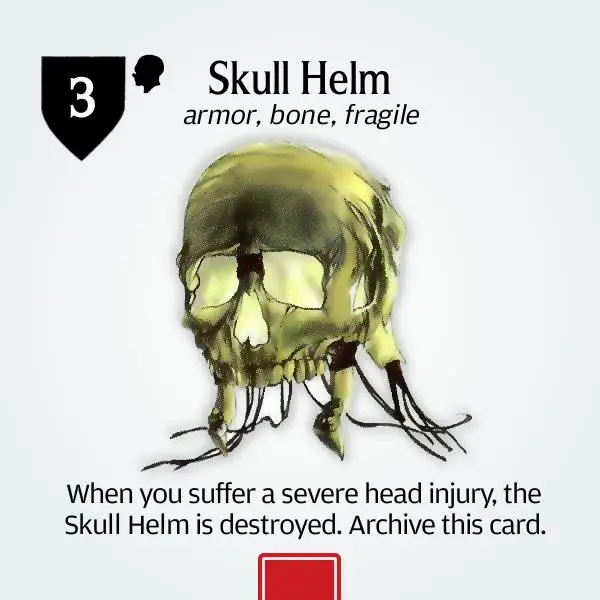 3
Skull Helm
armor, bone, fragile
When you suffer a severe head injury, the
Skull Helm is destroyed. Archive this card.